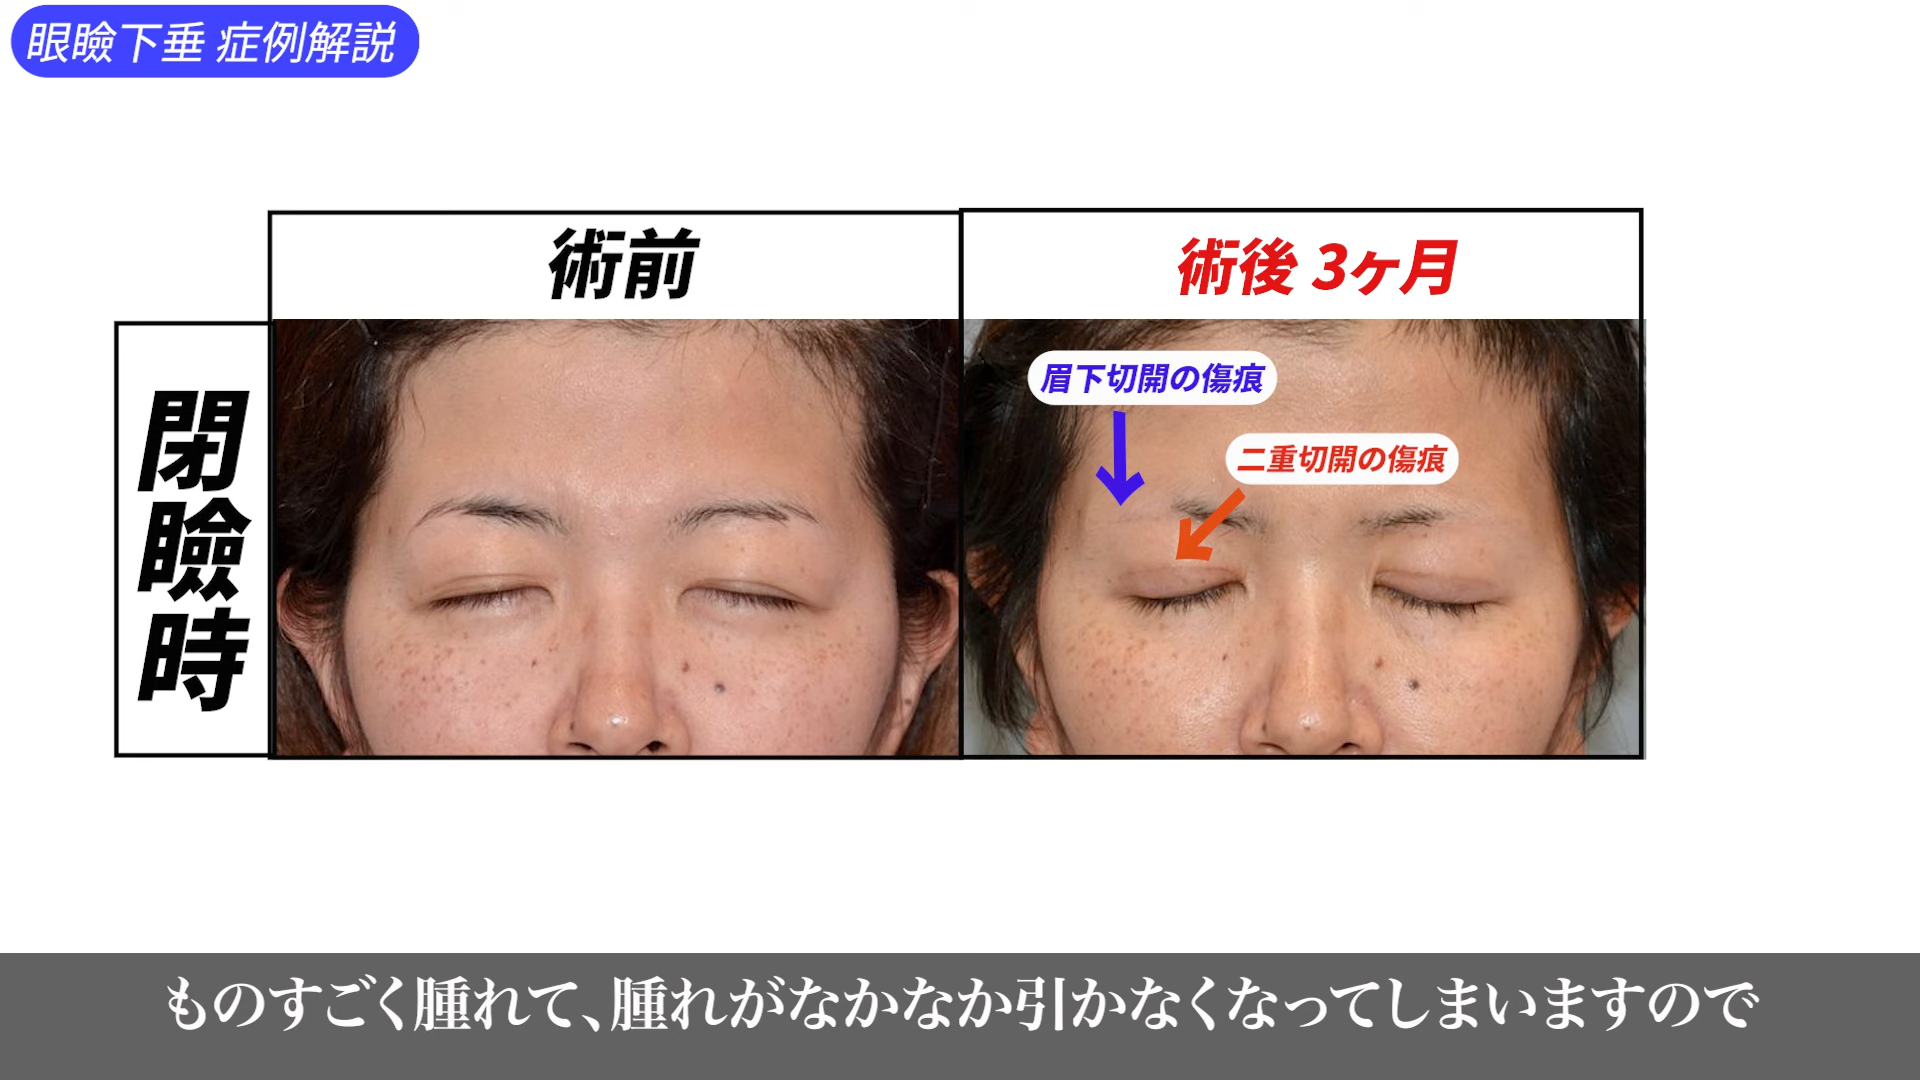 眼瞼下垂 症例解説
術前
術後 3ヶ月
閉瞼時
眉下切開の傷痕
二重切開の傷痕
ものすごく腫れて、腫れがなかなか引かなくなってしまいますので